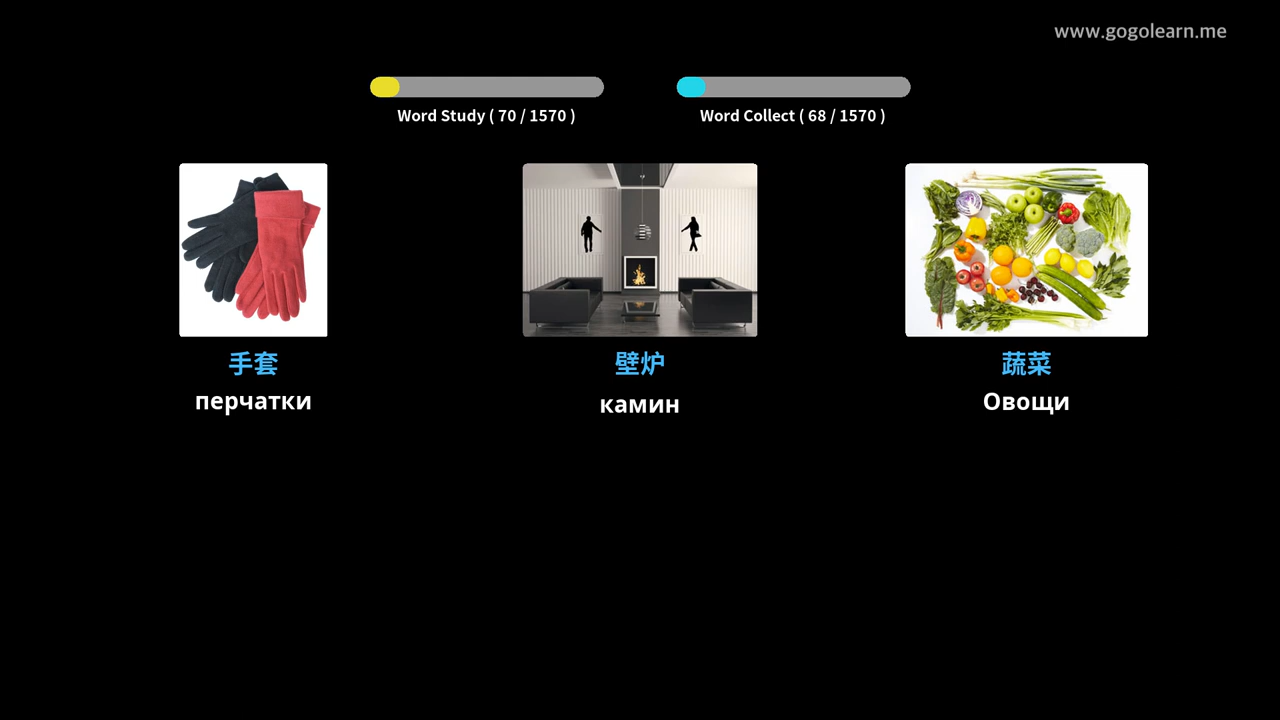 www.gogolearn.me
Word Study ( 70 / 1570 )
Word Collect ( 68 / 1570 )
手套
перчатки
壁炉
камин
蔬菜
Овощи